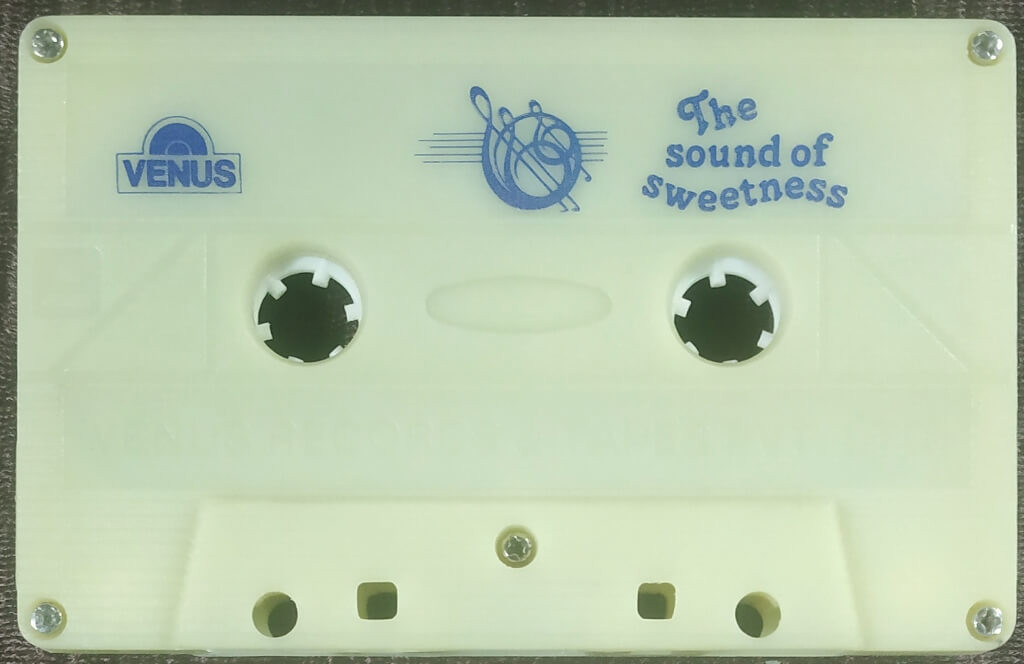 VENUS
The
sound of
sweetness